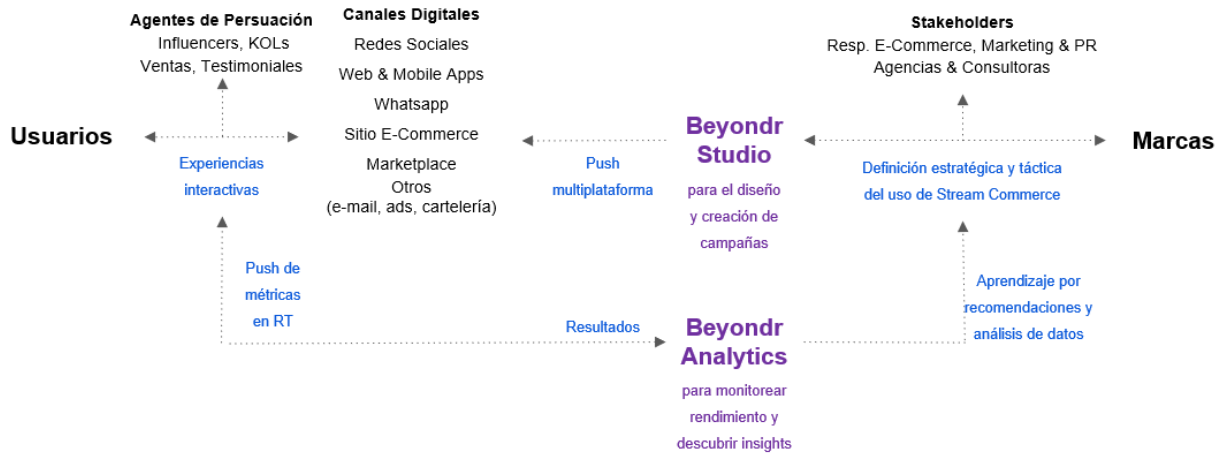 Agentes de Persuación
Influencers, KOLs
Ventas, Testimoniales
Canales Digitales
Redes Sociales
Web & Mobile Apps
Whatsapp
Sitio E-Commerce
Marketplace
Otros
(e-mail, ads, cartelería)
Stakeholders
Resp. E-Commerce, Marketing & PR
Agencias & Consultoras
Usuarios
Experiencias
interactivas
Push
multiplataforma
Beyondr
Studio
para el diseño
y creación de
campañas
Definición estratégica y táctica
del uso de Stream Commerce
Marcas
Push de
métricas
en RT
Resultados
Beyondr
Analytics
para monitorear
rendimiento y
descubrir insights
Aprendizaje por
recomendaciones y
análisis de datos